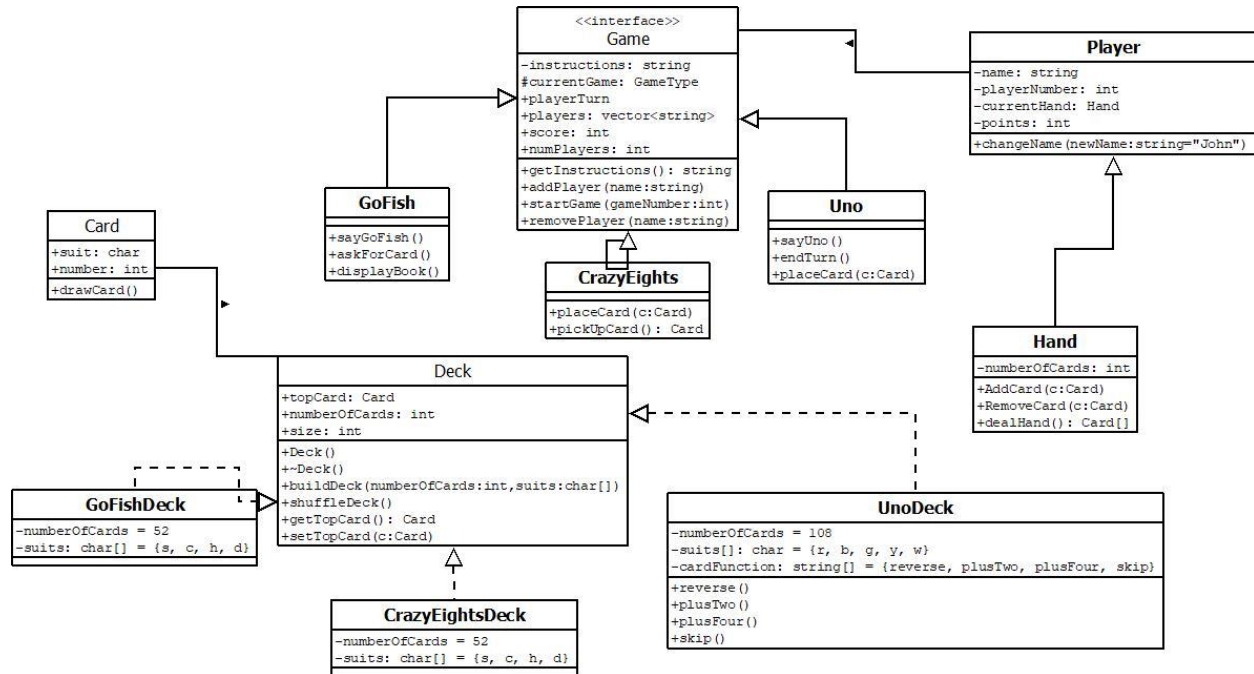 <<interface>>
Game
-instructions: string
#currentGame: GameType
+playerTurn
+players: vector<string>
+score: int
+numPlayers: int
+getInstructions(): string
+addPlayer(name:string)
+startGame(gameNumber:int)
+removePlayer(name:string)
Player
-name: string
-playerNumber: int
-currentHand: Hand
-points: int
+changeName(newName:string="John")
GoFish
+sayGoFish()
+askForCard()
+displayBook()
Uno
+sayUno()
+endTurn()
+placeCard(c:Card)
Card
+suit: char
+number: int
+drawCard()
CrazyEights
+placeCard(c:Card)
+pickUpCard(): Card
Hand
-numberOfCards: int
+AddCard(c:Card)
+RemoveCard(c:Card)
+dealHand(): Card[]
Deck
+topCard: Card
+numberOfCards: int
+size: int
+Deck()
+~Deck()
+buildDeck(numberOfCards:int,suits:char[])
+shuffleDeck()
+getTopCard(): Card
+setTopCard(c:Card)
GoFishDeck
-numberOfCards = 52
-suits: char[] = {s, c, h, d}
UnoDeck
-numberOfCards = 108
-suits[]: char = {r, b, g, y, w}
-cardFunction: string[] = {reverse, plusTwo, plusFour, skip}
+reverse()
+plusTwo()
+plusFour()
+skip()
CrazyEightsDeck
-numberOfCards = 52
-suits: char[] = {s, c, h, d}